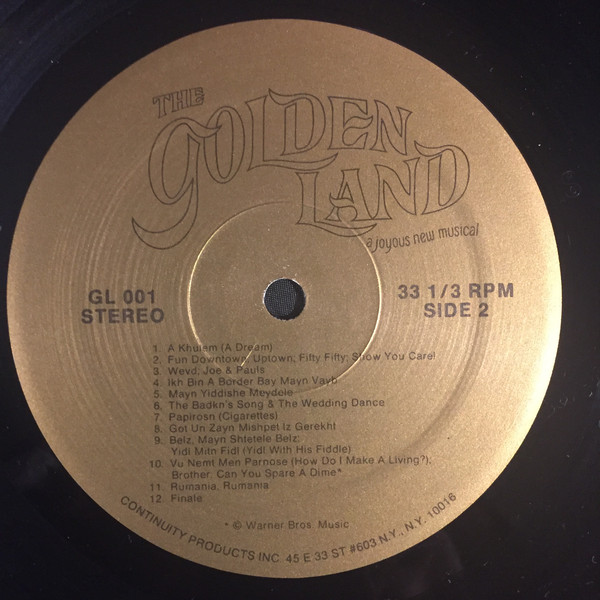 THE
GOLDEN
LAND
a joyous new musical
GL 001
STEREO
33 1/3 RPM
SIDE 2
1. A Khulem (A Dream)
2. Fun Downtown, Uptown; Fifty Fifty; Show You Care!
3. Wevd; Joe & Pauls
4. Ikh Bin A Border Bay Mayn Vayb
5. Mayn Yiddishe Meydele
6. The Badkn's Song & The Wedding Dance
7. Papirosn (Cigarettes)
8. Got Un Zayn Mishpet Iz Gerekht
9. Belz, Mayn Shtetele Belz;
Yidl Mitn Fidl (Yidl With His Fiddle)
10. Vu Nemt Men Parnose (How Do I Make A Living?);
Brother, Can You Spare A Dime*
11. Rumania, Rumania
12. Finale
* © Warner Bros. Music
CONTINUITY PRODUCTS INC. 45 E 33 ST #603 N.Y., N.Y. 10016